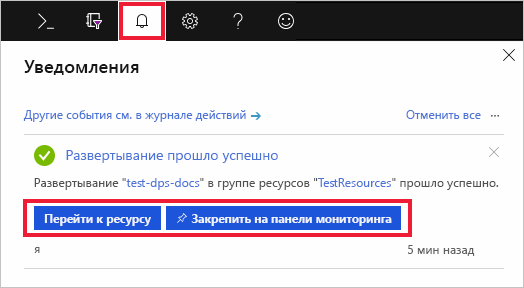 Уведомления
Другие события см. в журнале действий → Отменить все ...
Развертывание прошло успешно
Развертывание "test-dps-docs" в группе ресурсов "TestResources" прошло успешно.
Перейти к ресурсу Закрепить на панели мониторинга
я 5 мин назад